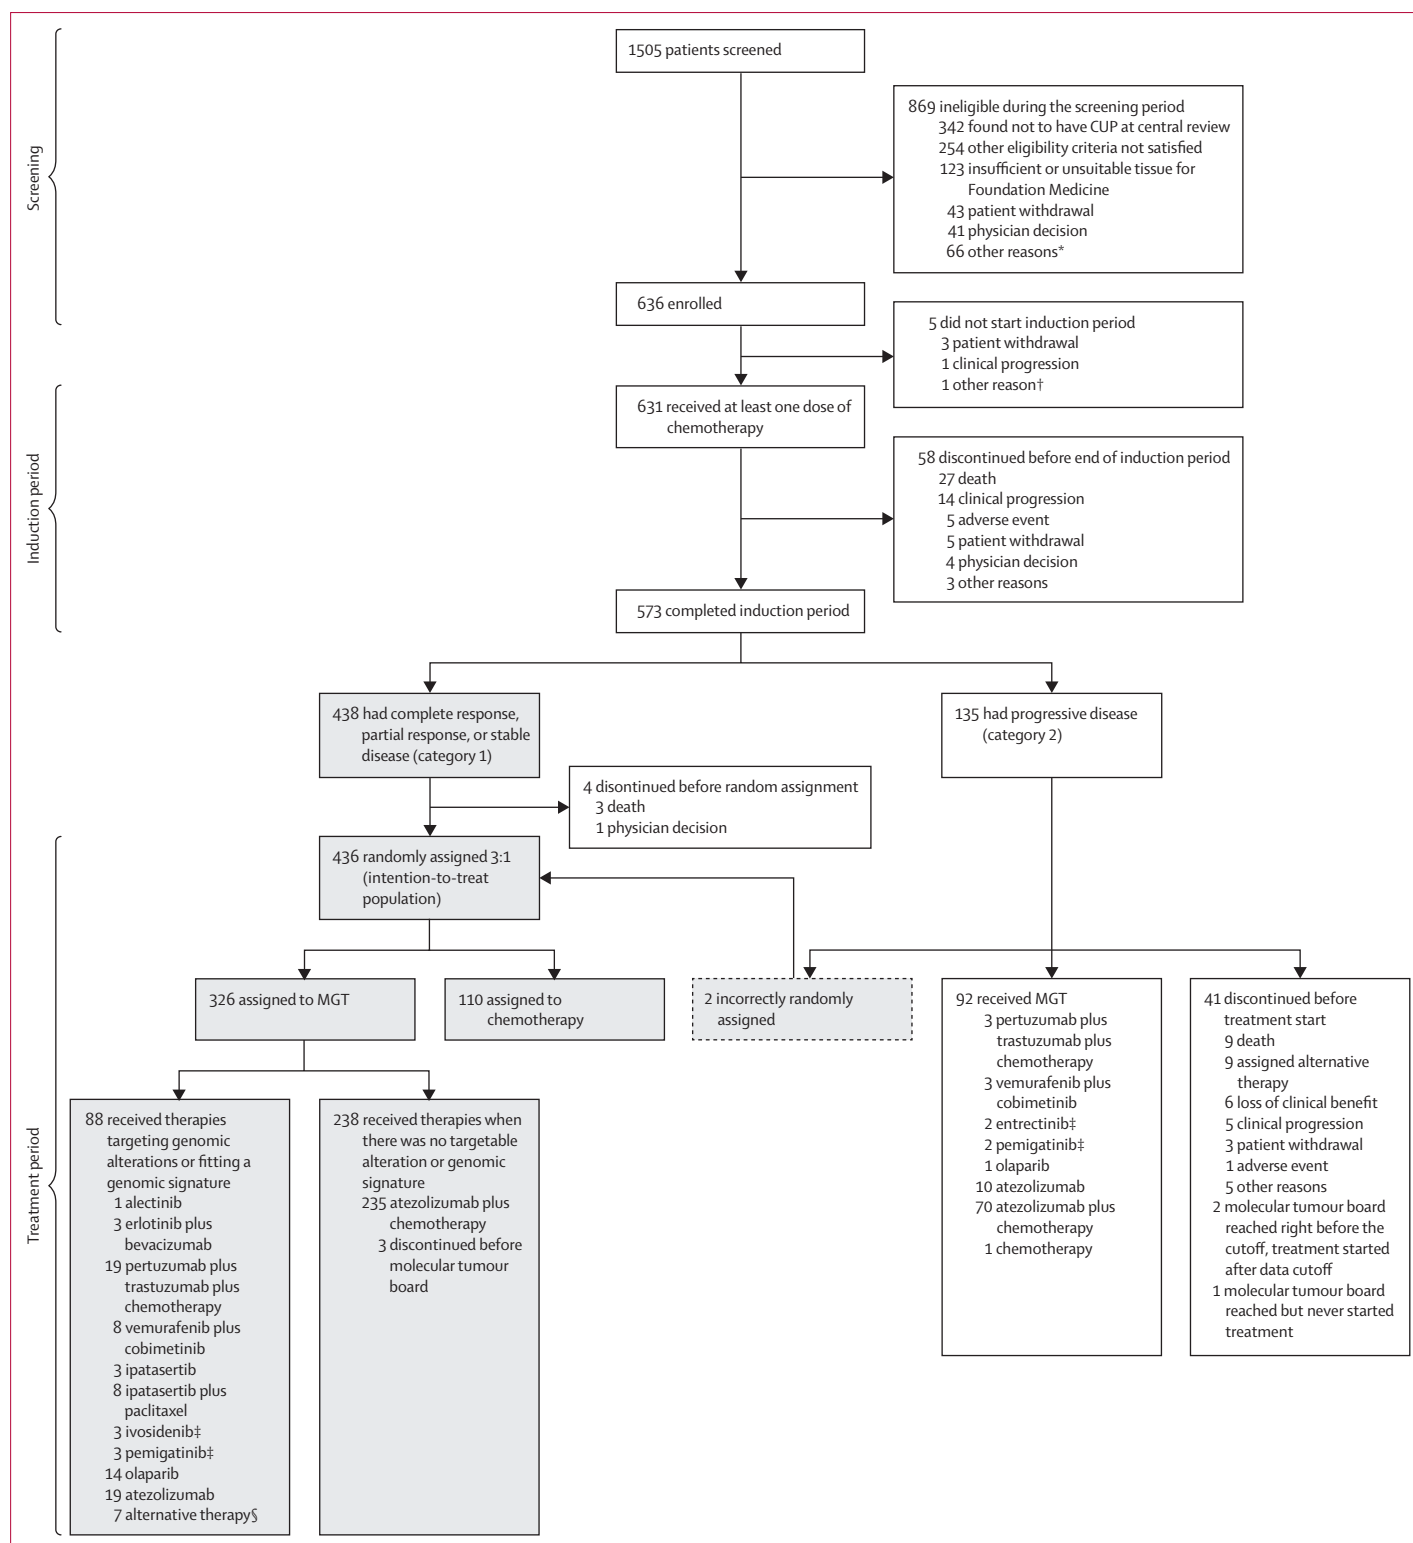 Screening
1505 patients screened
869 ineligible during the screening period
342 found not to have CUP at central review
254 other eligibility criteria not satisfied
123 insufficient or unsuitable tissue for
Foundation Medicine
43 patient withdrawal
41 physician decision
66 other reasons*
636 enrolled
5 did not start induction period
3 patient withdrawal
1 clinical progression
1 other reason†
Induction period
631 received at least one dose of
chemotherapy
58 discontinued before end of induction period
27 death
14 clinical progression
5 adverse event
5 patient withdrawal
4 physician decision
3 other reasons
573 completed induction period
438 had complete response,
partial response, or stable
disease (category 1)
135 had progressive disease
(category 2)
4 disontinued before random assignment
3 death
1 physician decision
Treatment period
436 randomly assigned 3:1
(intention-to-treat
population)
326 assigned to MGT
110 assigned to
chemotherapy
2 incorrectly randomly
assigned
92 received MGT
3 pertuzumab plus
trastuzumab plus
chemotherapy
3 vemurafenib plus
cobimetinib
2 entrectinib‡
2 pemigatinib‡
1 olaparib
10 atezolizumab
70 atezolizumab plus
chemotherapy
1 chemotherapy
41 discontinued before
treatment start
9 death
9 assigned alternative
therapy
6 loss of clinical benefit
5 clinical progression
3 patient withdrawal
1 adverse event
5 other reasons
2 molecular tumour board
reached right before the
cutoff, treatment started
after data cutoff
1 molecular tumour board
reached but never started
treatment
88 received therapies
targeting genomic
alterations or fitting a
genomic signature
1 alectinib
3 erlotinib plus
bevacizumab
19 pertuzumab plus
trastuzumab plus
chemotherapy
8 vemurafenib plus
cobimetinib
3 ipatasertib
8 ipatasertib plus
paclitaxel
3 ivosidenib‡
3 pemigatinib‡
14 olaparib
19 atezolizumab
7 alternative therapy§
238 received therapies when
there was no targetable
alteration or genomic
signature
235 atezolizumab plus
chemotherapy
3 discontinued before
molecular tumour
board